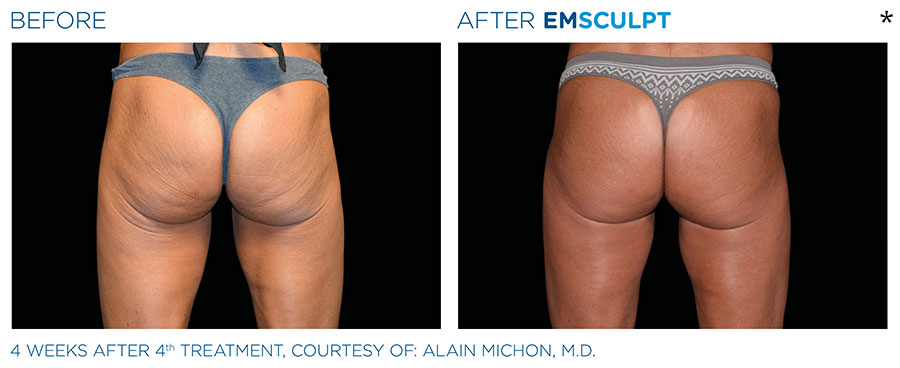 BEFORE
AFTER EMSCULPT
*
4 WEEKS AFTER 4th TREATMENT, COURTESY OF: ALAIN MICHON, M.D.